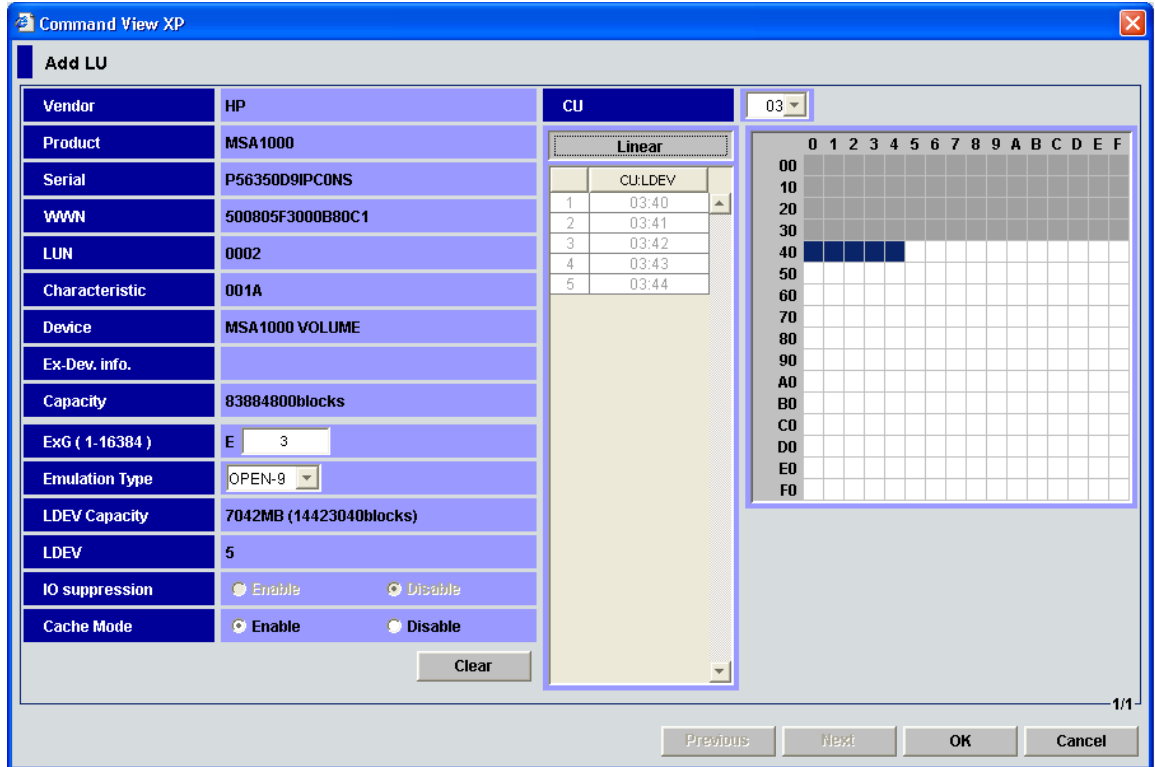 Command View XP
Add LU
Vendor HP
Product MSA1000
Serial P56350D9IPC0NS
WWN 500805F3000B80C1
LUN 0002
Characteristic 001A
Device MSA1000 VOLUME
Ex-Dev. info.
Capacity 83884800blocks
ExG ( 1-16384 ) E 3
Emulation Type OPEN-9
LDEV Capacity 7042MB (14423040blocks)
LDEV 5
IO suppression Enable Disable
Cache Mode Enable Disable
Clear
CU 03
Linear
CU:LDEV
1 03:40
2 03:41
3 03:42
4 03:43
5 03:44
0 1 2 3 4 5 6 7 8 9 A B C D E F
00
10
20
30
40
50
60
70
80
90
A0
B0
C0
D0
E0
F0
1/1
Previous Next OK Cancel